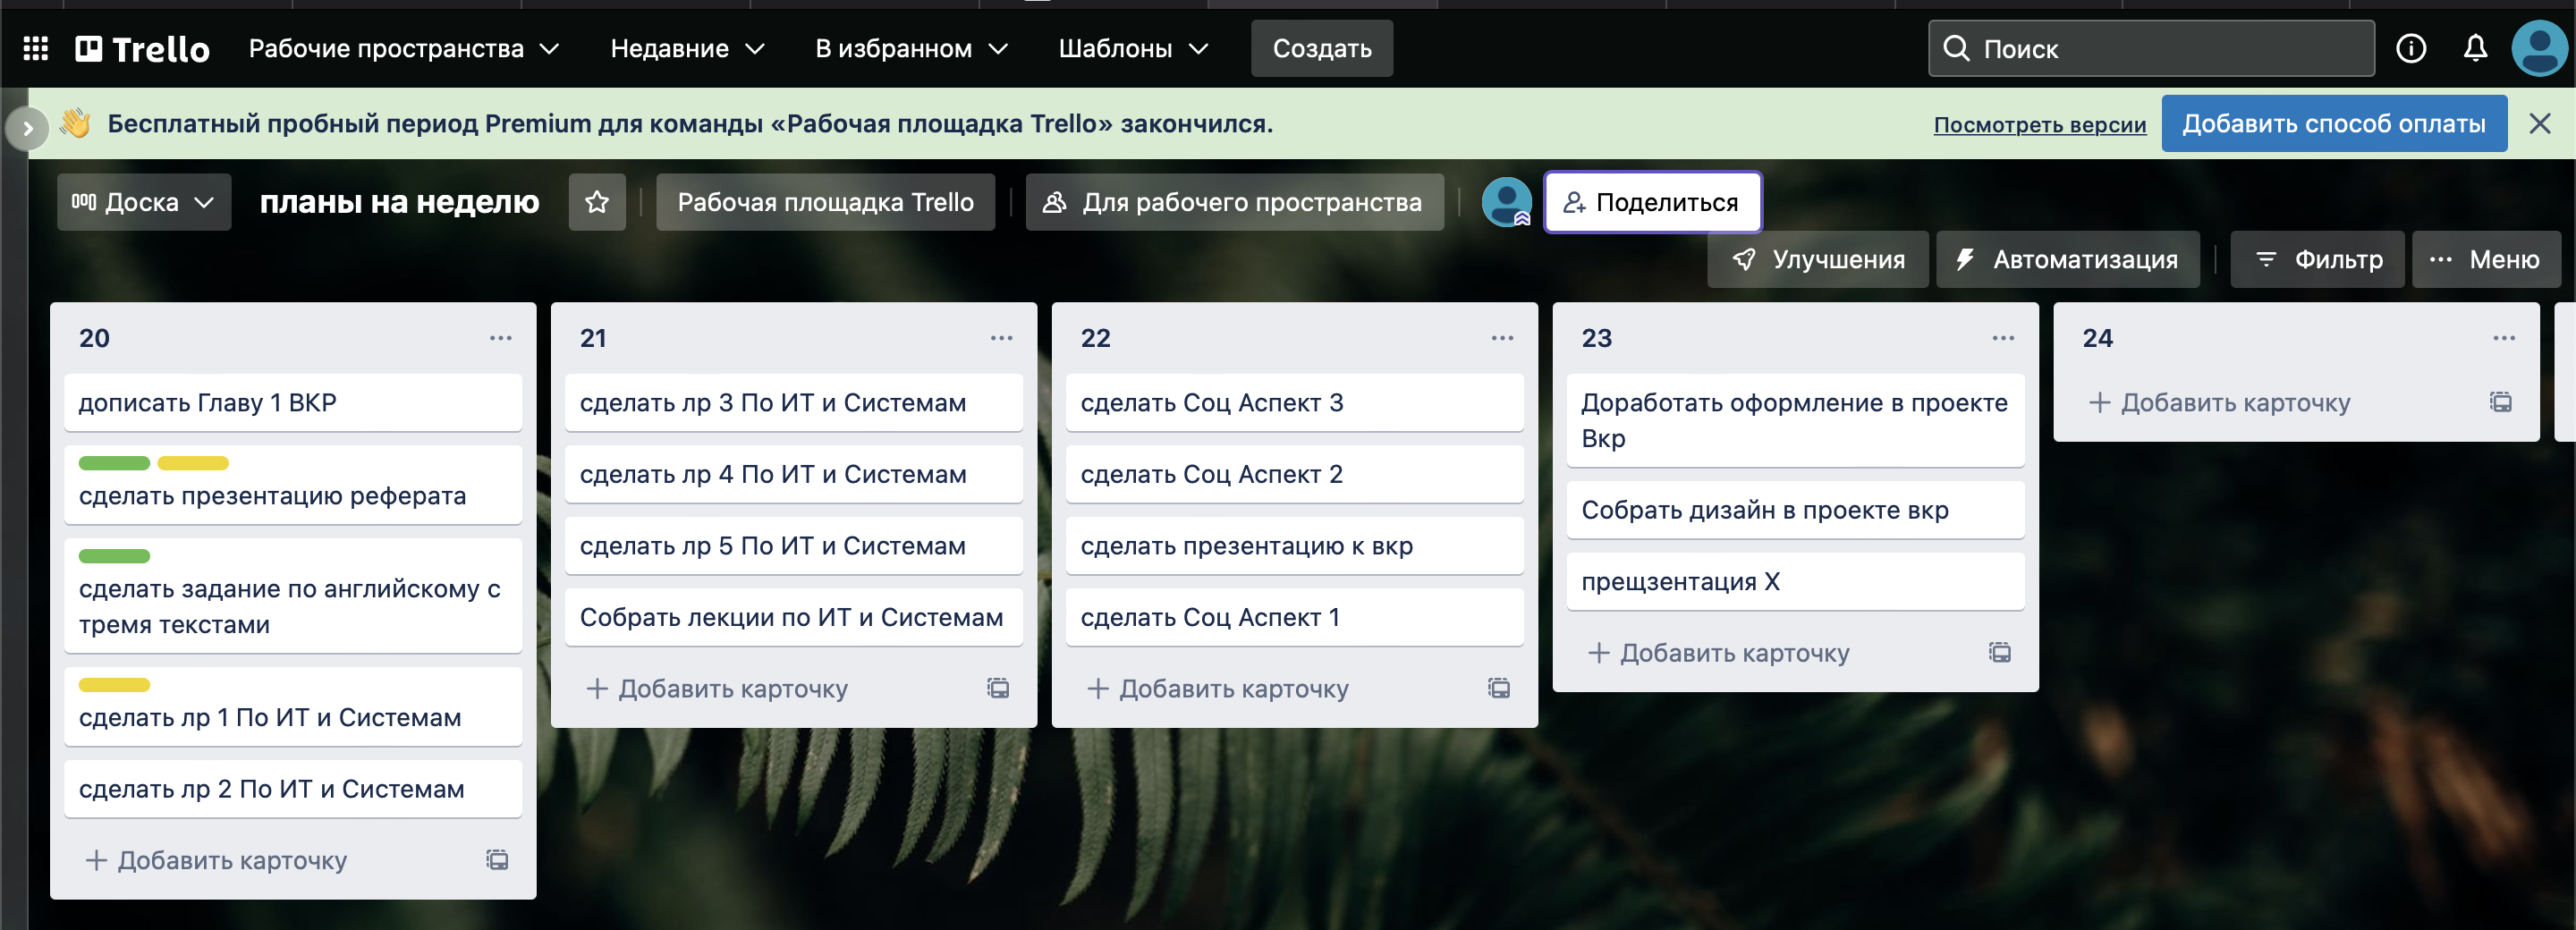 Trello
Рабочие пространства
Недавние
В избранном
Шаблоны
Создать
Поиск
Бесплатный пробный период Premium для команды «Рабочая площадка Trello» закончился.
Посмотреть версии
Добавить способ оплаты
Доска
планы на неделю
Рабочая площадка Trello
Для рабочего пространства
Поделиться
Улучшения
Автоматизация
Фильтр
Меню
20
дописать Главу 1 ВКР
сделать презентацию реферата
сделать задание по английскому с
тремя текстами
сделать лр 1 По ИТ и Системам
сделать лр 2 По ИТ и Системам
Добавить карточку
21
сделать лр 3 По ИТ и Системам
сделать лр 4 По ИТ и Системам
сделать лр 5 По ИТ и Системам
Собрать лекции по ИТ и Системам
Добавить карточку
22
сделать Соц Аспект 3
сделать Соц Аспект 2
сделать презентацию к вкр
сделать Соц Аспект 1
Добавить карточку
23
Доработать оформление в проекте
Вкр
Собрать дизайн в проекте вкр
прещзентация Х
Добавить карточку
24
Добавить карточку